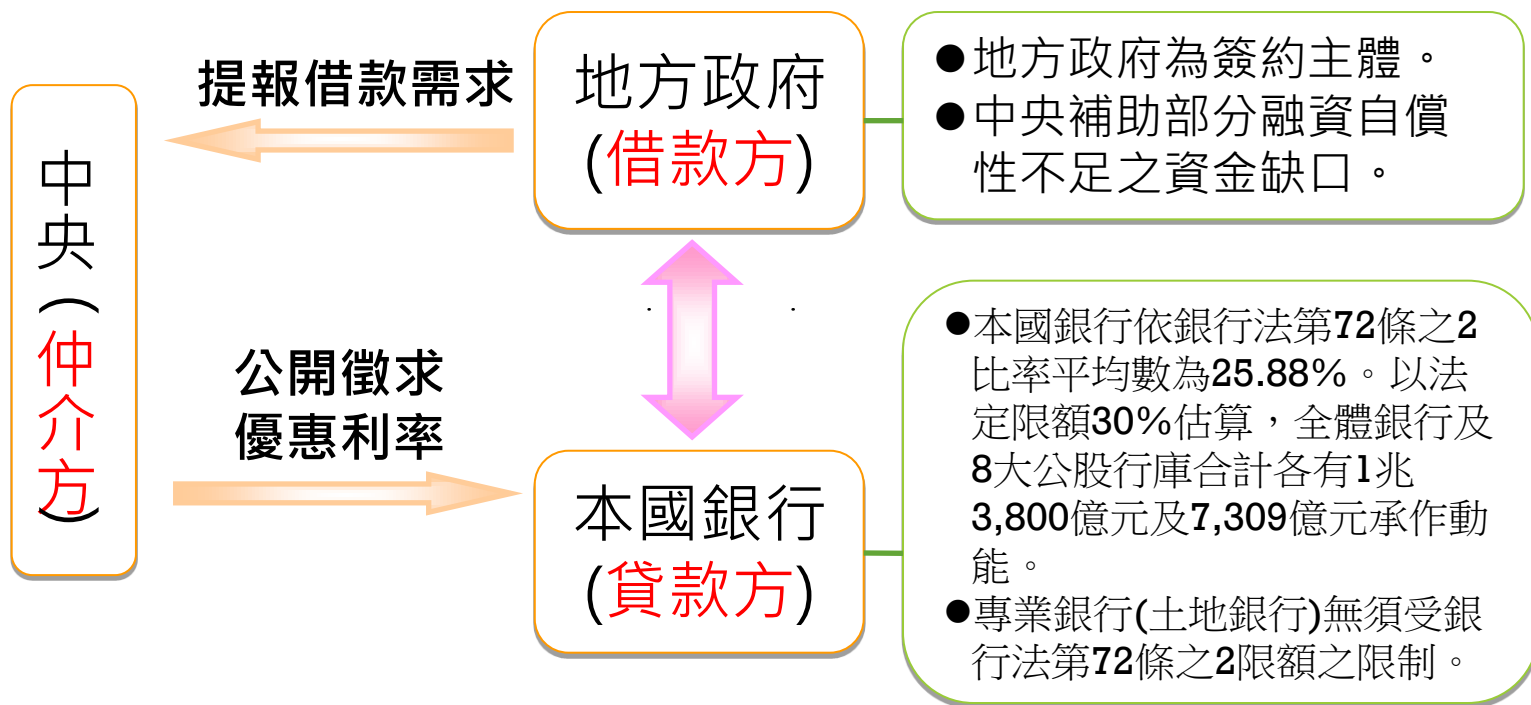 中央(仲介方)
提報借款需求
公開徵求
優惠利率
地方政府
(借款方)
●地方政府為簽約主體。
●中央補助部分融資自償
性不足之資金缺口。
本國銀行
(貸款方)
●本國銀行依銀行法第72條之2
比率平均數為25.88%。以法
定限額30%估算，全體銀行及
8大公股行庫合計各有1兆
3,800億元及7,309億元承作動
能。
●專業銀行(土地銀行)無須受銀
行法第72條之2限額之限制。